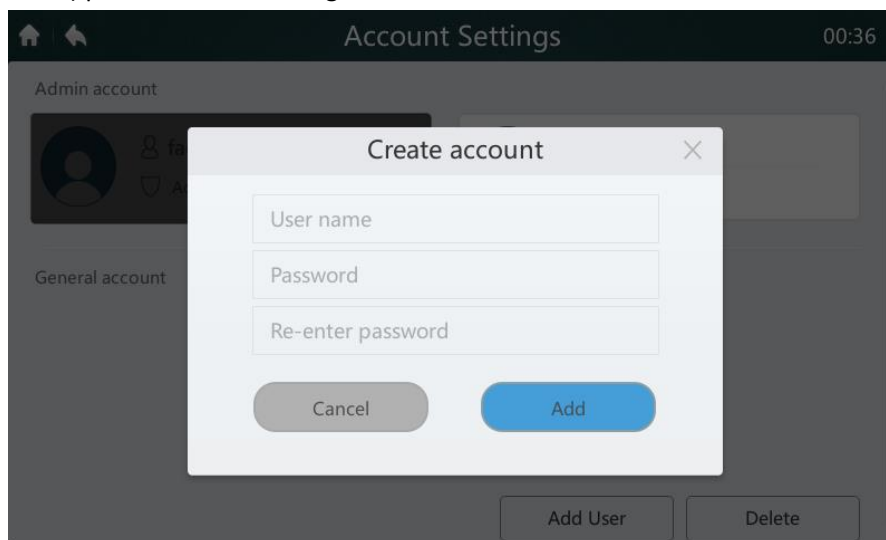 Account Settings 00:36
Admin account
Create account
User name
General account
Password
Re-enter password
Cancel Add
Add User Delete